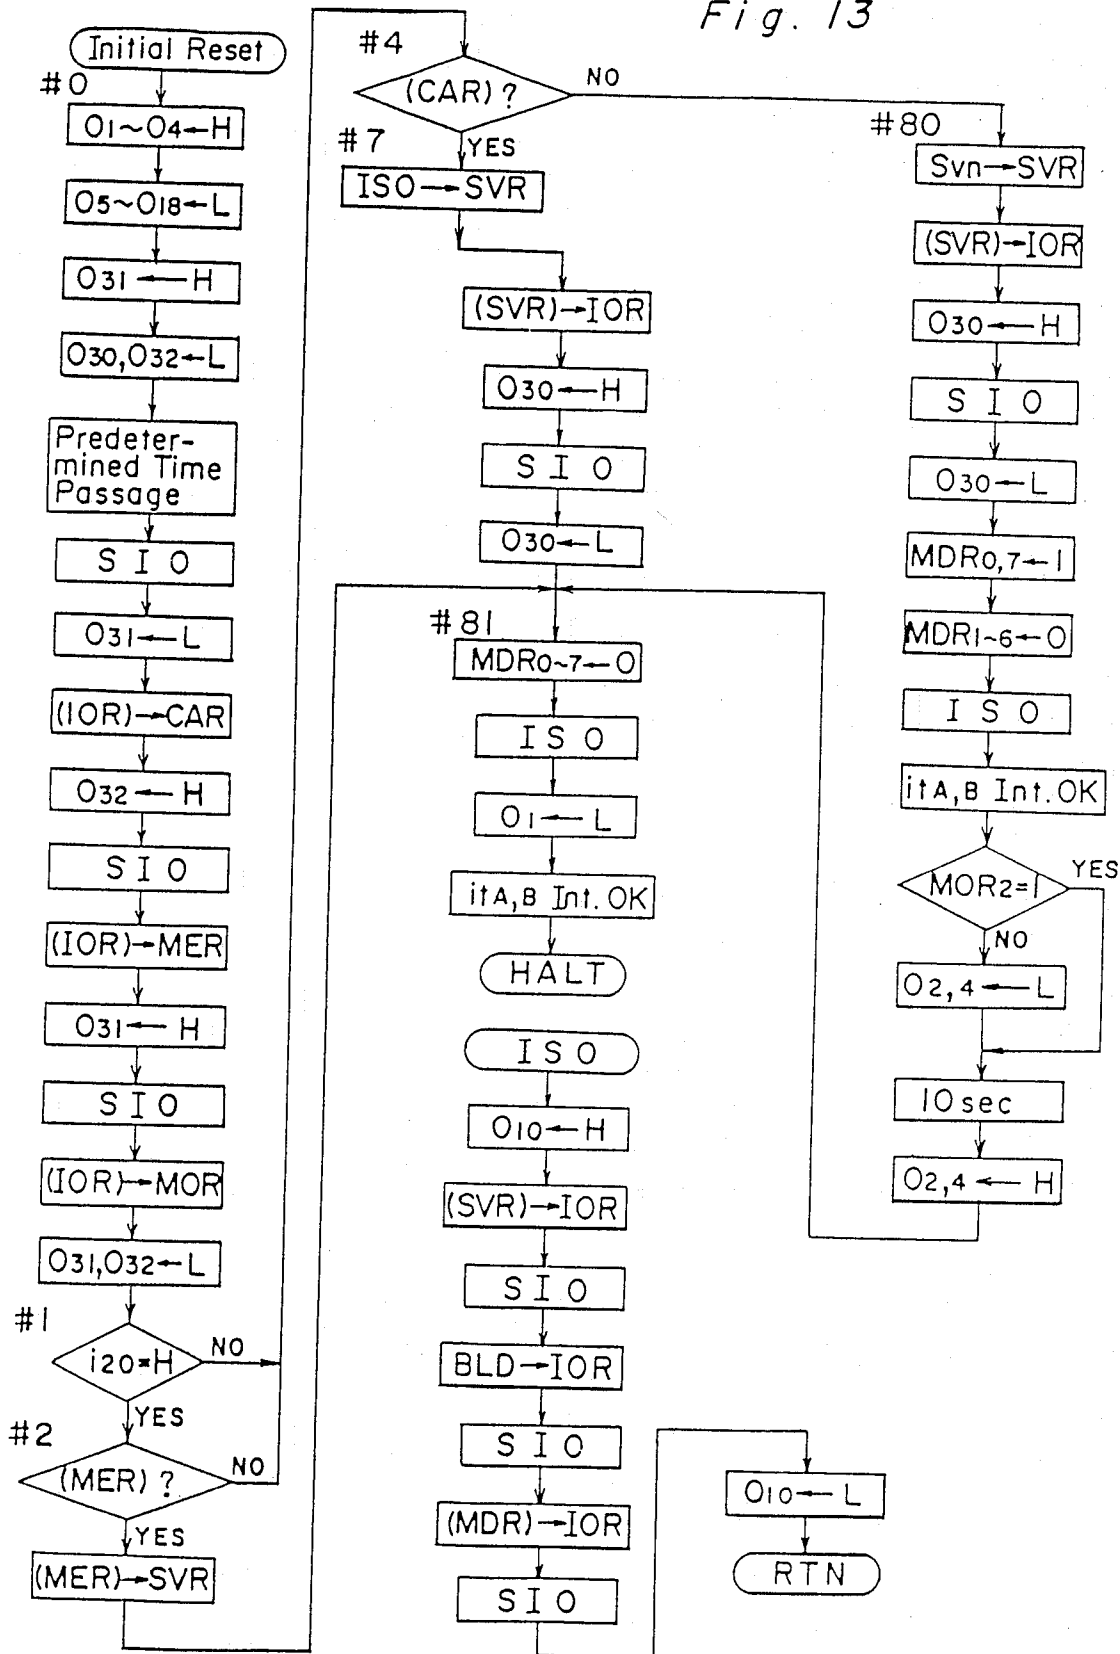 Fig. 13
Initial Reset
#0
O1~O4←H
O5~O18←L
O31←H
O30,O32←L
Predeter-
mined Time
Passage
SIO
O31←L
(IOR)→CAR
O32←H
SIO
(IOR)→MER
O31←H
SIO
(IOR)→MOR
O31,O32←L
#1
i20=H
NO
YES
#2
(MER)?
NO
YES
(MER)→SVR
#4
(CAR)?
NO
YES
#7
ISO→SVR
(SVR)→IOR
O30←H
SIO
O30←L
#81
MDR0~7←0
ISO
O1←L
itA,B Int.OK
HALT
ISO
O10←H
(SVR)→IOR
SIO
BLD→IOR
SIO
(MDR)→IOR
SIO
O10←L
RTN
#80
Svn→SVR
(SVR)→IOR
O30←H
SIO
O30←L
MDR0,7←1
MDR1~6←0
ISO
itA,B Int.OK
MOR2=1
YES
NO
O2,4←L
10sec
O2,4←H